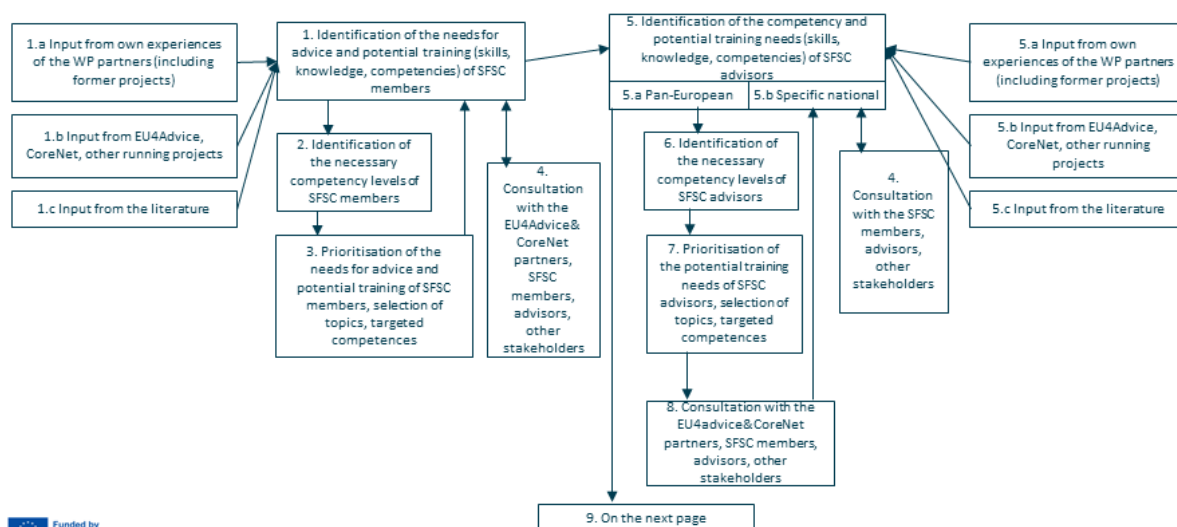 1.a Input from own experiences
of the WP partners (including
former projects)
1.b Input from EU4Advice,
CoreNet, other running projects
1.c Input from the literature
1. Identification of the needs for
advice and potential training (skills,
knowledge, competencies) of SFSC
members
2. Identification of
the necessary
competency levels of
SFSC members
3. Prioritisation of the
needs for advice and
potential training of SFSC
members, selection of
topics, targeted
competences
4.
Consultation
with the
EU4Advice&
CoreNet
partners,
SFSC
members,
advisors,
other
stakeholders
5. Identification of the competency and
potential training needs (skills,
knowledge, competencies) of SFSC
advisors
5.a Pan-European
5.b Specific national
6. Identification of
the necessary
competency levels of
SFSC advisors
7. Prioritisation of
the potential training
needs of SFSC
advisors, selection of
topics, targeted
competences
8. Consultation with the
EU4advice&CoreNet
partners, SFSC members,
advisors, other
stakeholders
4.
Consultation
with the SFSC
members,
advisors,
other
stakeholders
5.a Input from own
experiences of the WP partners
(including former projects)
5.b Input from EU4Advice,
CoreNet, other running
projects
5.c Input from the literature
9. On the next page
Funded by